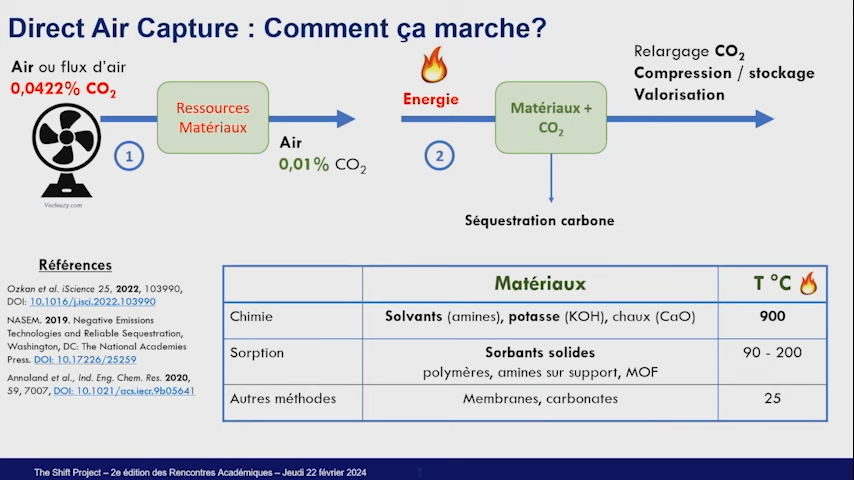 Direct Air Capture : Comment ça marche?
Air ou flux d'air
0,0422% CO2
Vecteezy.com
1
Ressources
Matériaux
Air
0,01% CO2
Energie
2
Matériaux +
CO2
Séquestration carbone
Relargage CO2
Compression / stockage
Valorisation
Références
Ozkan et al. iScience 25, 2022, 103990,
DOI: 10.1016/j.isci.2022.103990
NASEM. 2019. Negative Emissions
Technologies and Reliable Sequestration,
Washington, DC: The National Academies
Press. DOI: 10.17226/25259
Annaland et al., Ind. Eng. Chem. Res. 2020,
59, 7007, DOI: 10.1021/acs.iecr.9b05641
Matériaux T °C
Chimie Solvants (amines), potasse (KOH), chaux (CaO) 900
Sorption Sorbants solides 90 - 200
polymères, amines sur support, MOF
Autres méthodes Membranes, carbonates 25
The Shift Project – 2e édition des Rencontres Académiques – Jeudi 22 février 2024